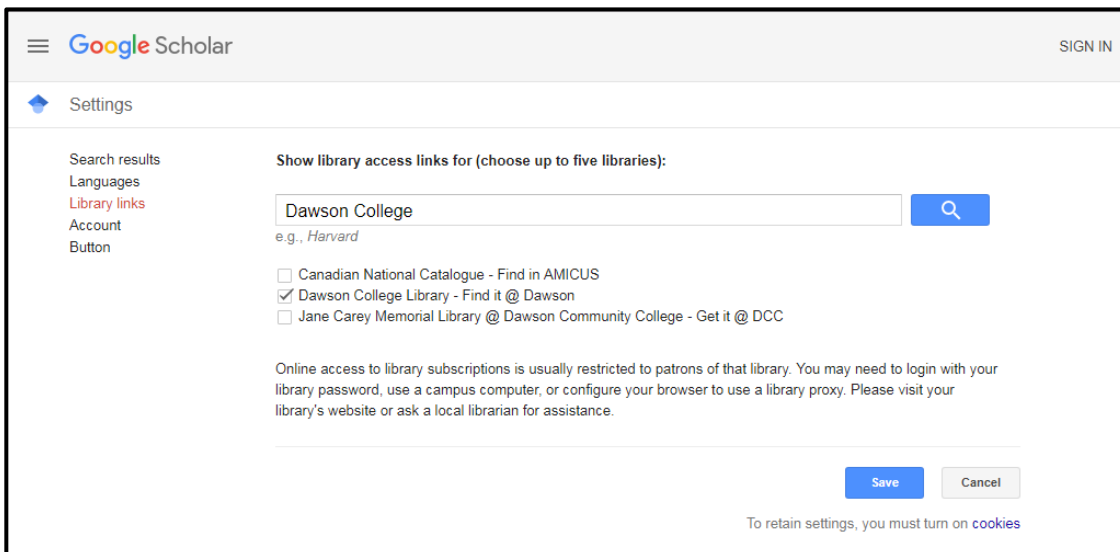 Google Scholar
SIGN IN
Settings
Search results
Languages
Library links
Account
Button
Show library access links for (choose up to five libraries):
Dawson College
e.g., Harvard
Canadian National Catalogue - Find in AMICUS
Dawson College Library - Find it @ Dawson
Jane Carey Memorial Library @ Dawson Community College - Get it @ DCC
Online access to library subscriptions is usually restricted to patrons of that library. You may need to login with your
library password, use a campus computer, or configure your browser to use a library proxy. Please visit your
library's website or ask a local librarian for assistance.
Save
Cancel
To retain settings, you must turn on cookies